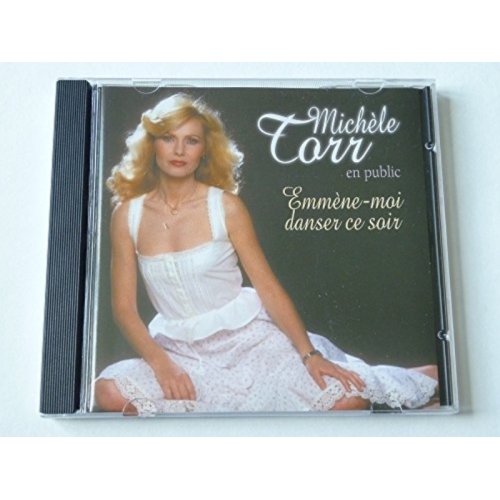 Michèle
Torr
en public
Emmène-moi
danser ce soir